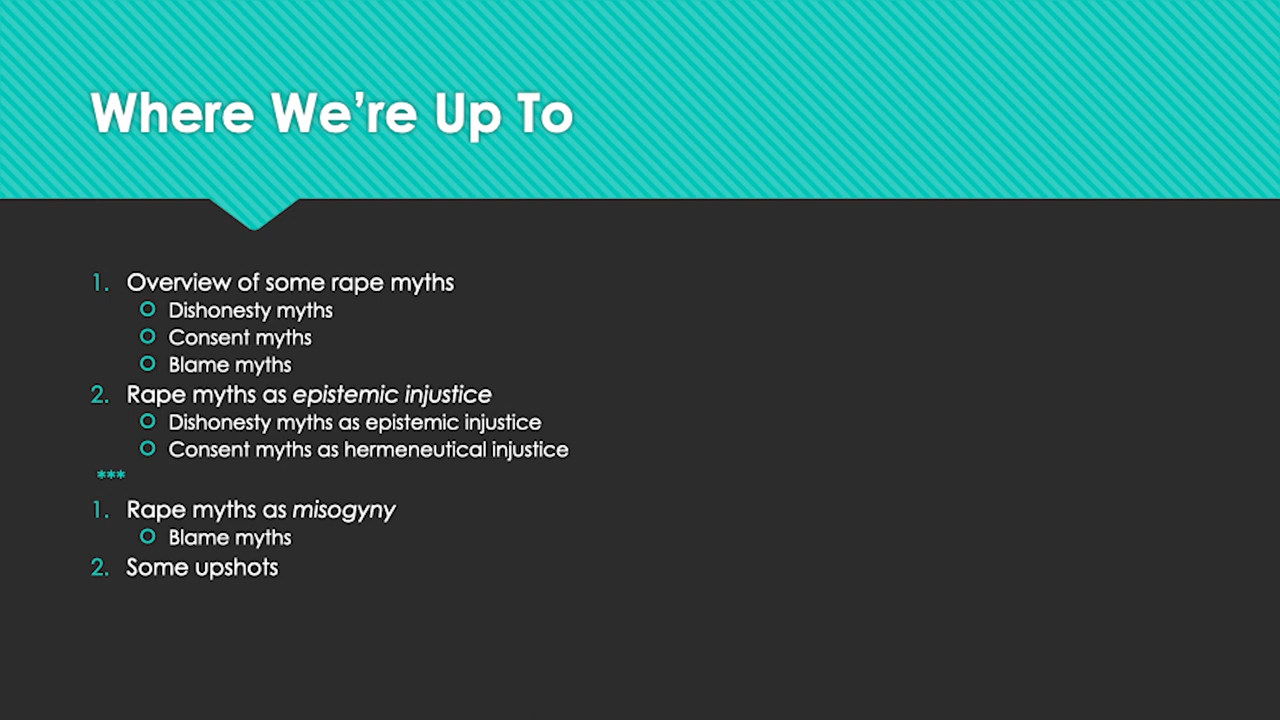 Where We're Up To
1. Overview of some rape myths
Dishonesty myths
Consent myths
Blame myths
2. Rape myths as epistemic injustice
Dishonesty myths as epistemic injustice
Consent myths as hermeneutical injustice
***
1. Rape myths as misogyny
Blame myths
2. Some upshots